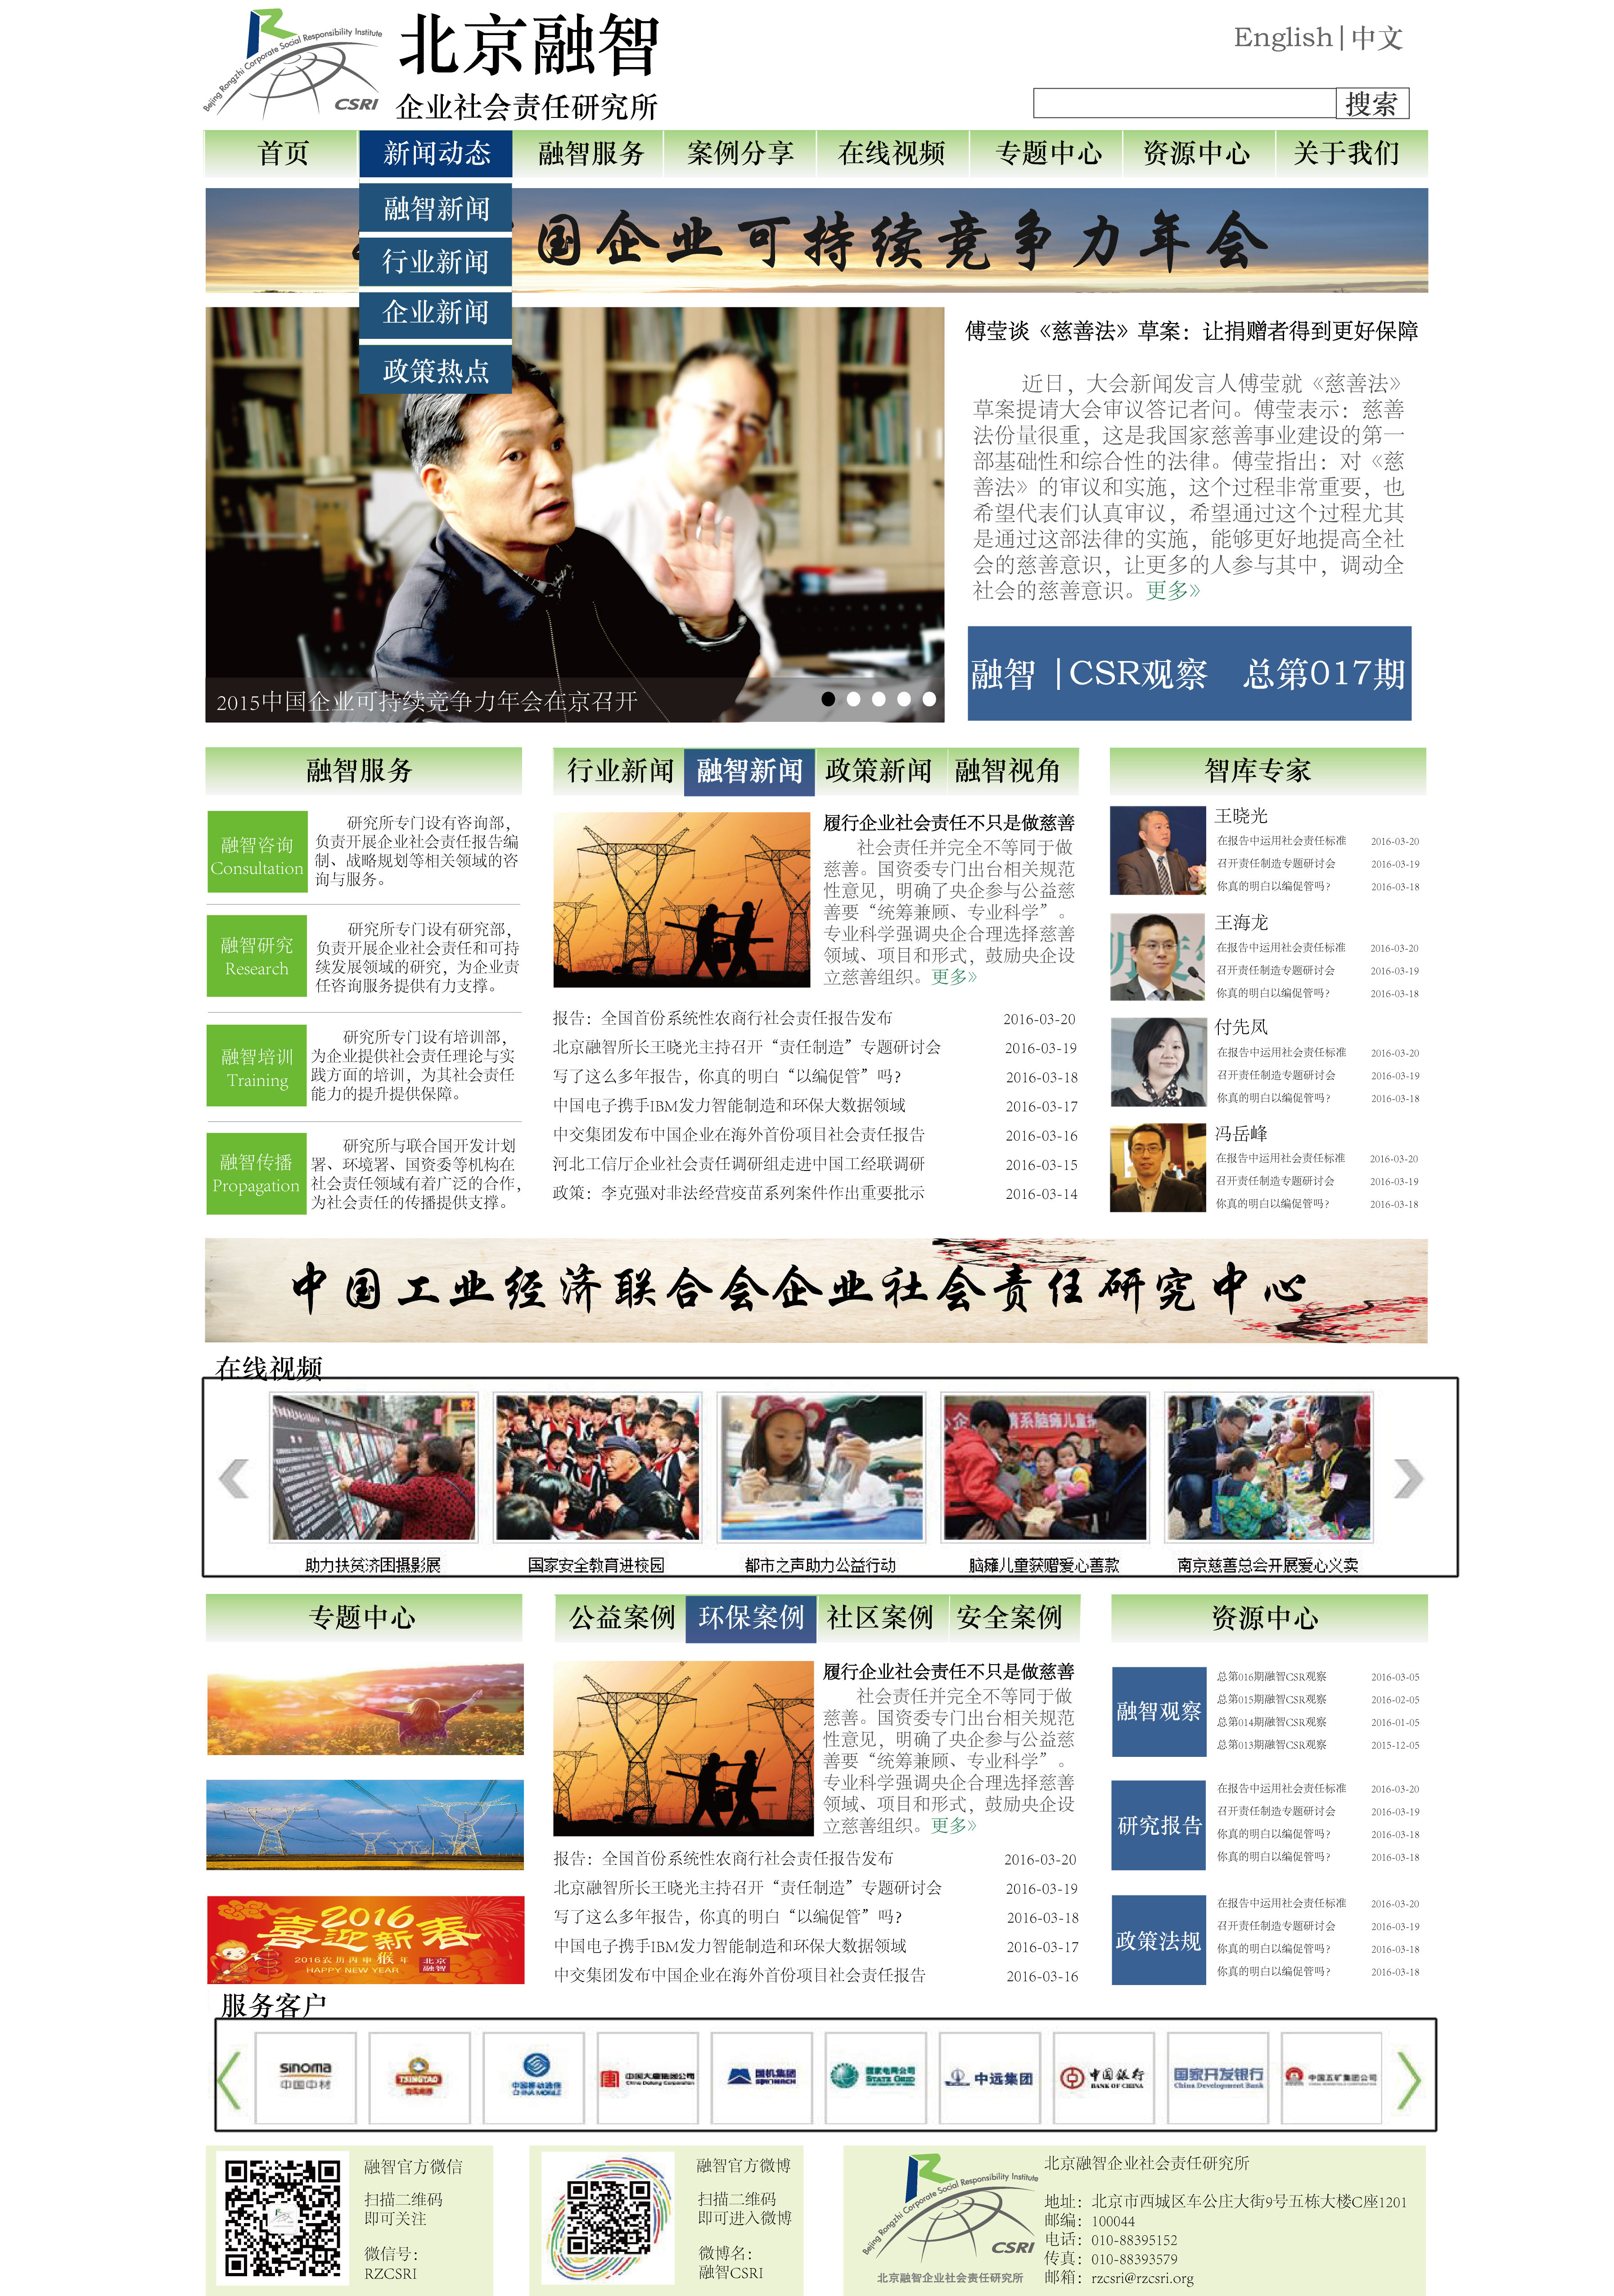 Beijing Rongzhi Corporate Social Responsibility Institute
CSRI
北京融智
企业社会责任研究所
English|中文
搜索
首页
新闻动态
融智服务
案例分享
在线视频
专题中心
资源中心
关于我们
融智新闻
行业新闻
企业新闻
政策热点
国企业可持续竞争力年会
2015中国企业可持续竞争力年会在京召开
傅莹谈《慈善法》草案：让捐赠者得到更好保障
近日，大会新闻发言人傅莹就《慈善法》
草案提请大会审议答记者问。傅莹表示：慈善
法份量很重，这是我国家慈善事业建设的第一
部基础性和综合性的法律。傅莹指出：对《慈
善法》的审议和实施，这个过程非常重要，也
希望代表们认真审议，希望通过这个过程尤其
是通过这部法律的实施，能够更好地提高全社
会的慈善意识，让更多的人参与其中，调动全
社会的慈善意识。更多》
融智 |CSR观察 总第017期
融智服务
融智咨询
Consultation
研究所专门设有咨询部，
负责开展企业社会责任报告编
制、战略规划等相关领域的咨
询与服务。
融智研究
Research
研究所专门设有研究部，
负责开展企业社会责任和可持
续发展领域的研究，为企业责
任咨询服务提供有力支撑。
融智培训
Training
研究所专门设有培训部，
为企业提供社会责任理论与实
践方面的培训，为其社会责任
能力的提升提供保障。
融智传播
Propagation
研究所与联合国开发计划
署、环境署、国资委等机构在
社会责任领域有着广泛的合作，
为社会责任的传播提供支撑。
行业新闻
融智新闻
政策新闻
融智视角
履行企业社会责任不只是做慈善
社会责任并完全不等同于做
慈善。国资委专门出台相关规范
性意见，明确了央企参与公益慈
善要“统筹兼顾、专业科学”。
专业科学强调央企合理选择慈善
领域、项目和形式，鼓励央企设
立慈善组织。更多》
报告：全国首份系统性农商行社会责任报告发布 2016-03-20
北京融智所长王晓光主持召开“责任制造”专题研讨会 2016-03-19
写了这么多年报告，你真的明白“以编促管”吗? 2016-03-18
中国电子携手IBM发力智能制造和环保大数据领域 2016-03-17
中交集团发布中国企业在海外首份项目社会责任报告 2016-03-16
河北工信厅企业社会责任调研组走进中国工经联调研 2016-03-15
政策：李克强对非法经营疫苗系列案件作出重要批示 2016-03-14
智库专家
王晓光
在报告中运用社会责任标准 2016-03-20
召开责任制造专题研讨会 2016-03-19
你真的明白以编促管吗? 2016-03-18
王海龙
在报告中运用社会责任标准 2016-03-20
召开责任制造专题研讨会 2016-03-19
你真的明白以编促管吗? 2016-03-18
付先凤
在报告中运用社会责任标准 2016-03-20
召开责任制造专题研讨会 2016-03-19
你真的明白以编促管吗? 2016-03-18
冯岳峰
在报告中运用社会责任标准 2016-03-20
召开责任制造专题研讨会 2016-03-19
你真的明白以编促管吗? 2016-03-18
中国工业经济联合会企业社会责任研究中心
在线视频
助力扶贫济困摄影展
国家安全教育进校园
都市之声助力公益行动
脑瘫儿童获赠爱心善款
南京慈善总会开展爱心义卖
专题中心
2016
喜迎新春
2016农历丙申猴年
HAPPY NEW YEAR
北京
融智
公益案例
环保案例
社区案例
安全案例
履行企业社会责任不只是做慈善
社会责任并完全不等同于做
慈善。国资委专门出台相关规范
性意见，明确了央企参与公益慈
善要“统筹兼顾、专业科学”。
专业科学强调央企合理选择慈善
领域、项目和形式，鼓励央企设
立慈善组织。更多》
报告：全国首份系统性农商行社会责任报告发布 2016-03-20
北京融智所长王晓光主持召开“责任制造”专题研讨会 2016-03-19
写了这么多年报告，你真的明白“以编促管”吗? 2016-03-18
中国电子携手IBM发力智能制造和环保大数据领域 2016-03-17
中交集团发布中国企业在海外首份项目社会责任报告 2016-03-16
资源中心
融智观察
总第016期融智CSR观察 2016-03-05
总第015期融智CSR观察 2016-02-05
总第014期融智CSR观察 2016-01-05
总第013期融智CSR观察 2015-12-05
研究报告
在报告中运用社会责任标准 2016-03-20
召开责任制造专题研讨会 2016-03-19
你真的明白以编促管吗? 2016-03-18
你真的明白以编促管吗? 2016-03-18
政策法规
在报告中运用社会责任标准 2016-03-20
召开责任制造专题研讨会 2016-03-19
你真的明白以编促管吗? 2016-03-18
你真的明白以编促管吗? 2016-03-18
服务客户
sinoma
中国中材
TSINGTAO
中国移动通信
CHINA MOBILE
中国大唐集团公司
China Datang Corporation
国机集团
SINOMACH
国家电网公司
STATE GRID
中远集团
中国银行
BANK OF CHINA
国家开发银行
China Development Bank
中国五矿集团公司
融智官方微信
扫描二维码
即可关注
微信号：
RZCSRI
融智官方微博
扫描二维码
即可进入微博
微博名：
融智CSRI
Beijing Rongzhi Corporate Social Responsibility Institute
CSRI
北京融智企业社会责任研究所
北京融智企业社会责任研究所
地址：北京市西城区车公庄大街9号五栋大楼C座1201
邮编：100044
电话：010-88395152
传真：010-88393579
邮箱：rzcsri@rzcsri.org